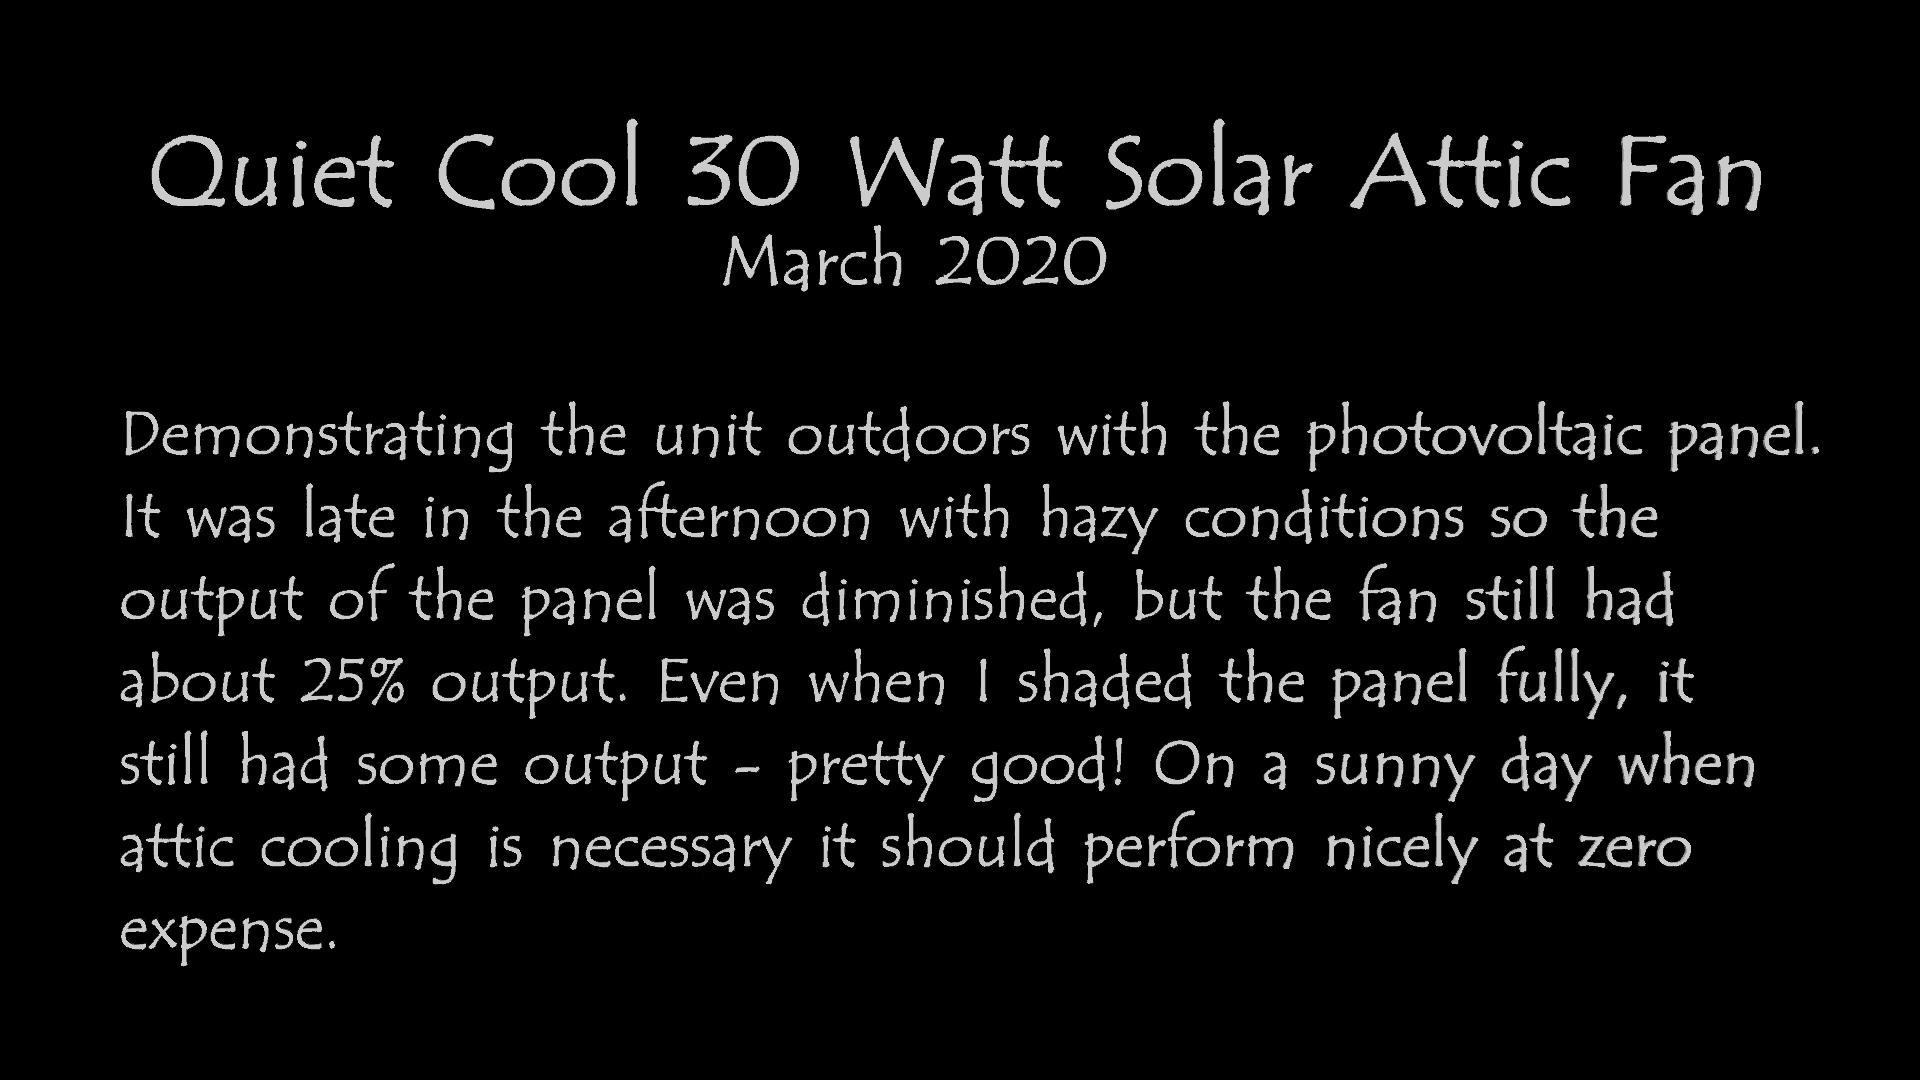 Quiet Cool 30 Watt Solar Attic Fan
March 2020
Demonstrating the unit outdoors with the photovoltaic panel.
It was late in the afternoon with hazy conditions so the
output of the panel was diminished, but the fan still had
about 25% output. Even when I shaded the panel fully, it
still had some output - pretty good! On a sunny day when
attic cooling is necessary it should perform nicely at zero
expense.